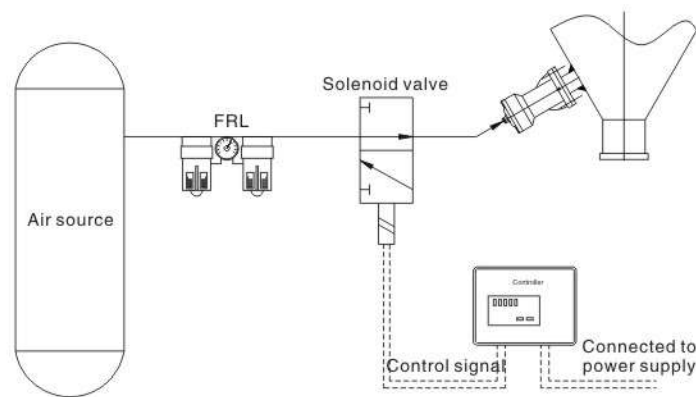 Solenoid valve
FRL
Air source
Controller
Control signal
Connected to
power supply